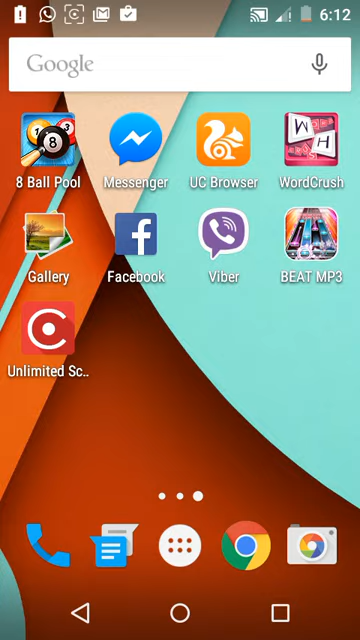 6:12
Google
8 Ball Pool
Messenger
UC Browser
WordCrush
Gallery
Facebook
Viber
BEAT MP3
Unlimited Sc..